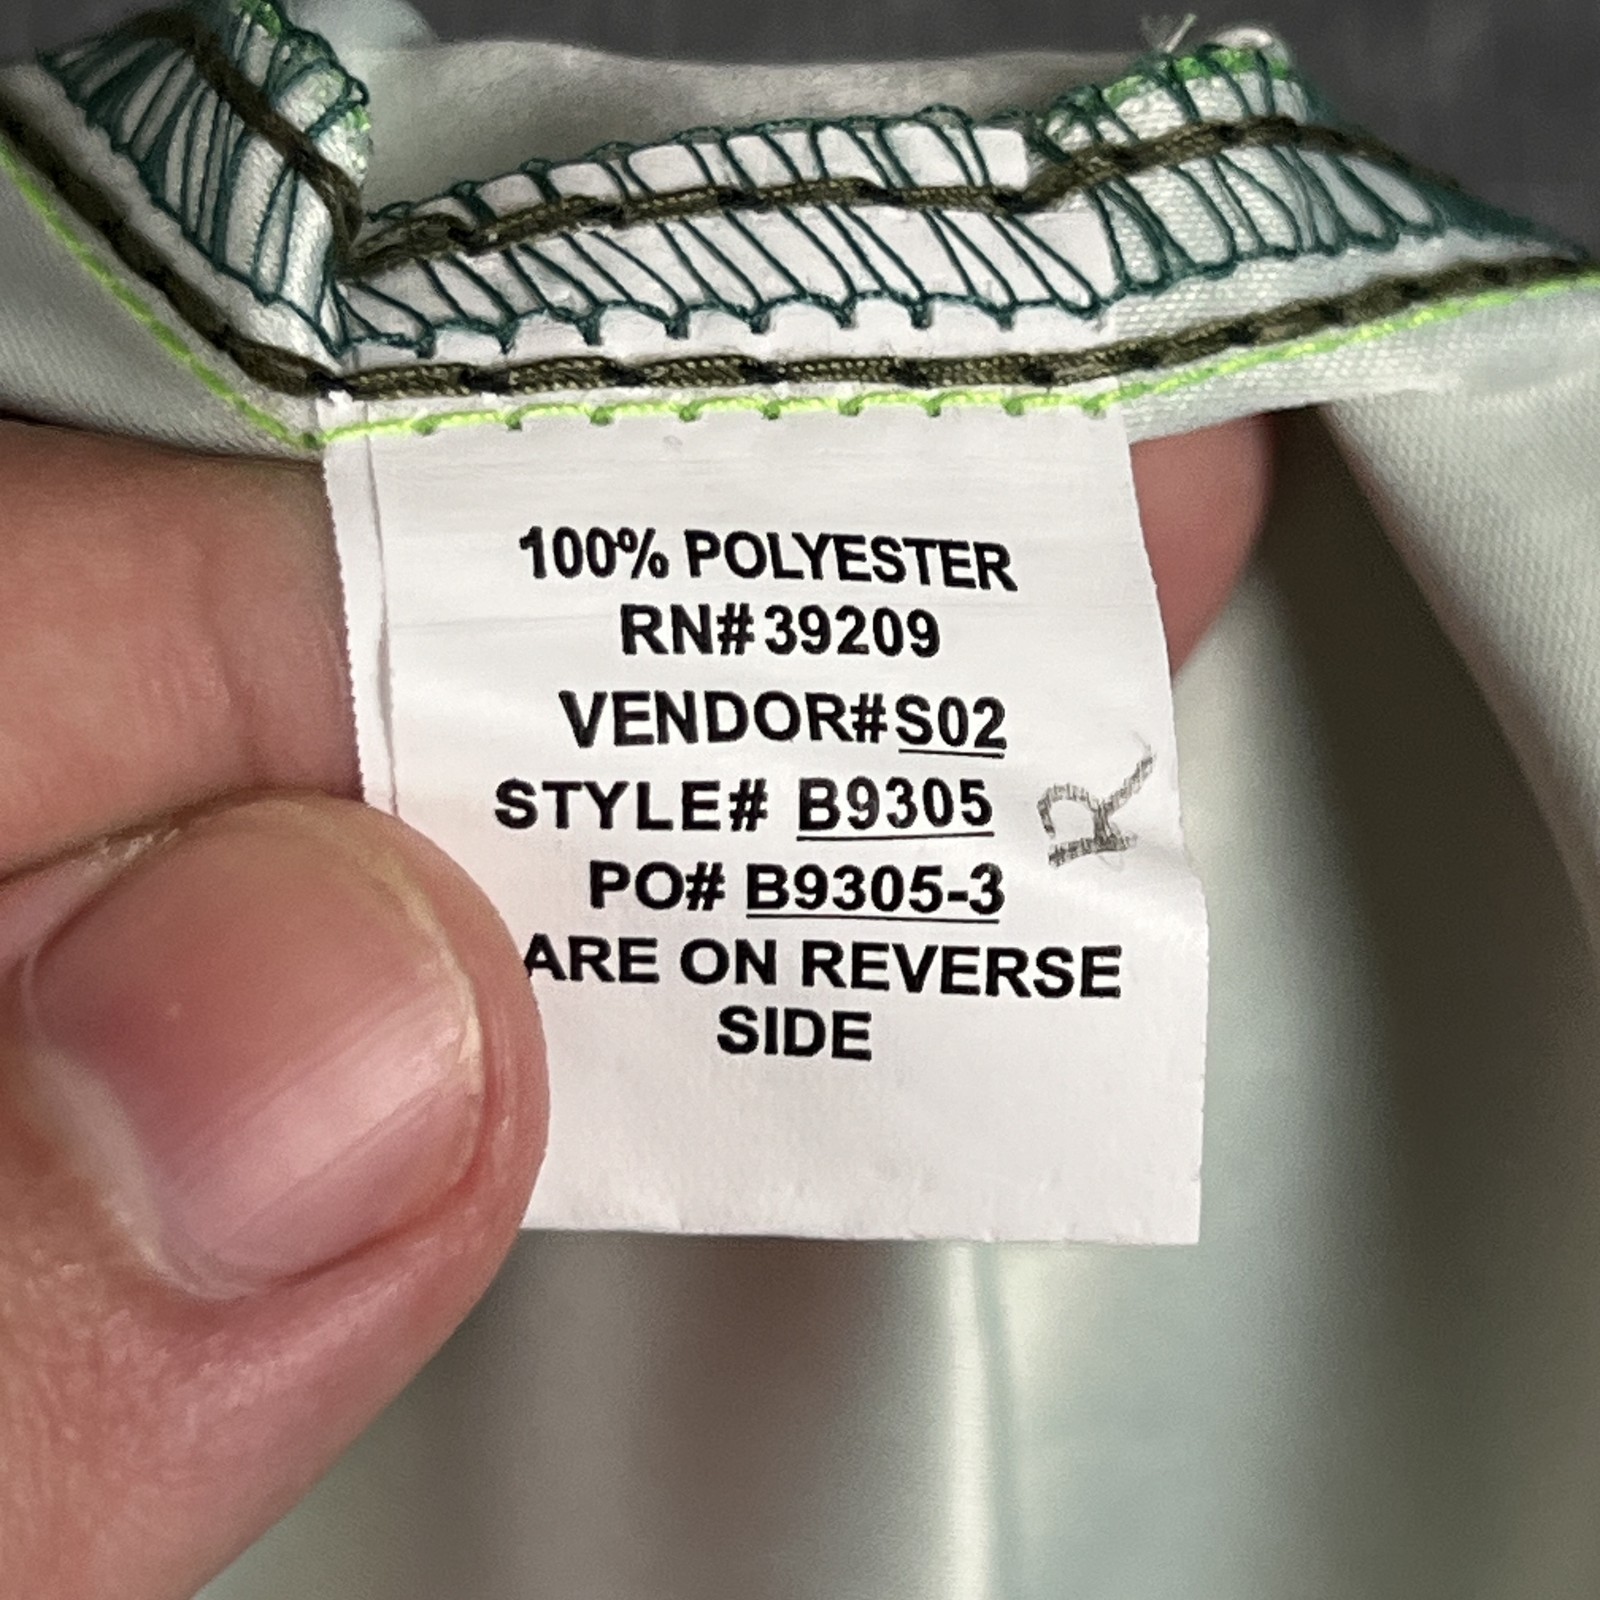 100% POLYESTER
RN#39209
VENDOR#S02
STYLE# B9305
PO# B9305-3
ARE ON REVERSE
SIDE